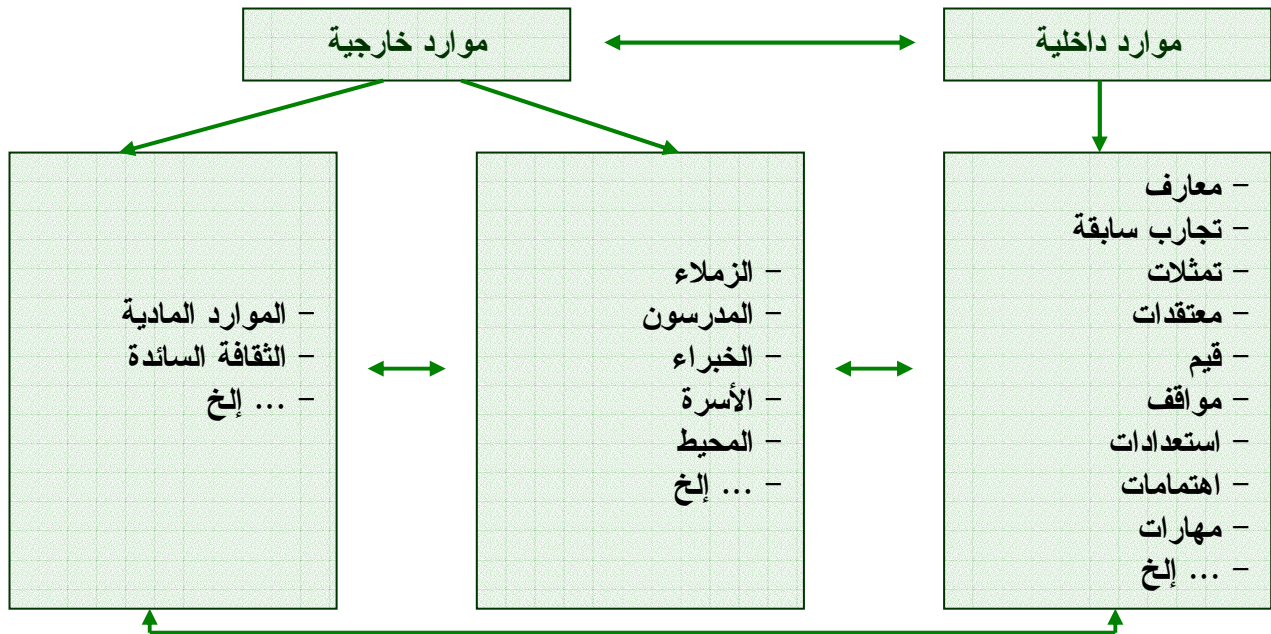 موارد داخلية
موارد خارجية
- معارف
- تجارب سابقة
- تمثلات
- معتقدات
- قيم
- مواقف
- استعدادات
- اهتمامات
- مهارات
- ... إلخ
- الزملاء
- المدرسون
- الخبراء
- الأسرة
- المحيط
- ... إلخ
- الموارد المادية
- الثقافة السائدة
- ... إلخ